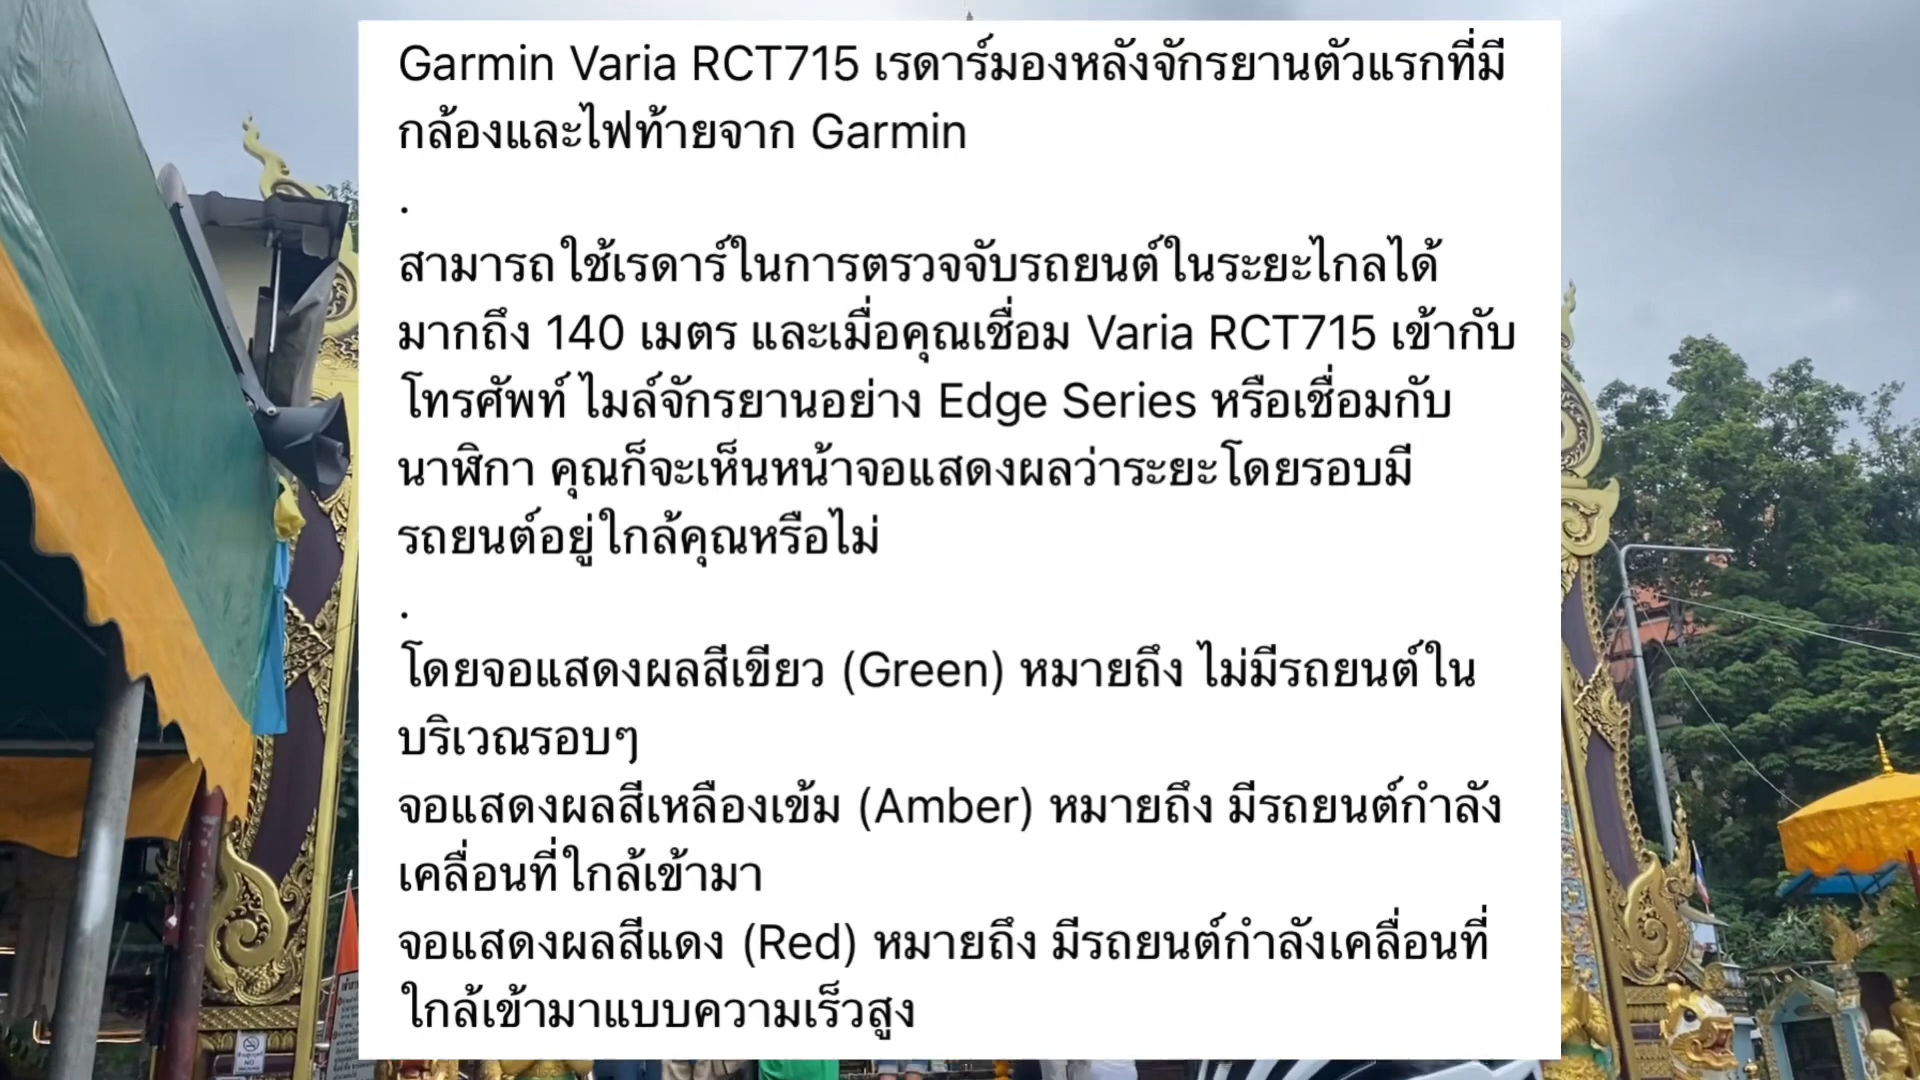 Garmin Varia RCT715 เรดาร์มองหลังจักรยานตัวแรกที่มี
กล้องและไฟท้ายจาก Garmin
.
สามารถใช้เรดาร์ในการตรวจจับรถยนต์ในระยะไกลได้
มากถึง 140 เมตร และเมื่อคุณเชื่อม Varia RCT715 เข้ากับ
โทรศัพท์ ไมล์จักรยานอย่าง Edge Series หรือเชื่อมกับ
นาฬิกา คุณก็จะเห็นหน้าจอแสดงผลว่าระยะโดยรอบมี
รถยนต์อยู่ใกล้คุณหรือไม่
.
โดยจอแสดงผลสีเขียว (Green) หมายถึง ไม่มีรถยนต์ใน
บริเวณรอบๆ
จอแสดงผลสีเหลืองเข้ม (Amber) หมายถึง มีรถยนต์กำลัง
เคลื่อนที่ใกล้เข้ามา
จอแสดงผลสีแดง (Red) หมายถึง มีรถยนต์กำลังเคลื่อนที่
ใกล้เข้ามาแบบความเร็วสูง